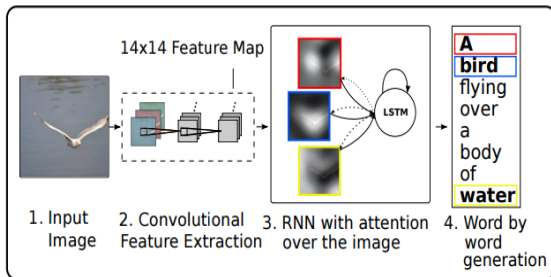 14x14 Feature Map
LSTM
A
bird
flying
over
a
body
of
water
1. Input
Image
2. Convolutional
Feature Extraction
3. RNN with attention
over the image
4. Word by
word
generation